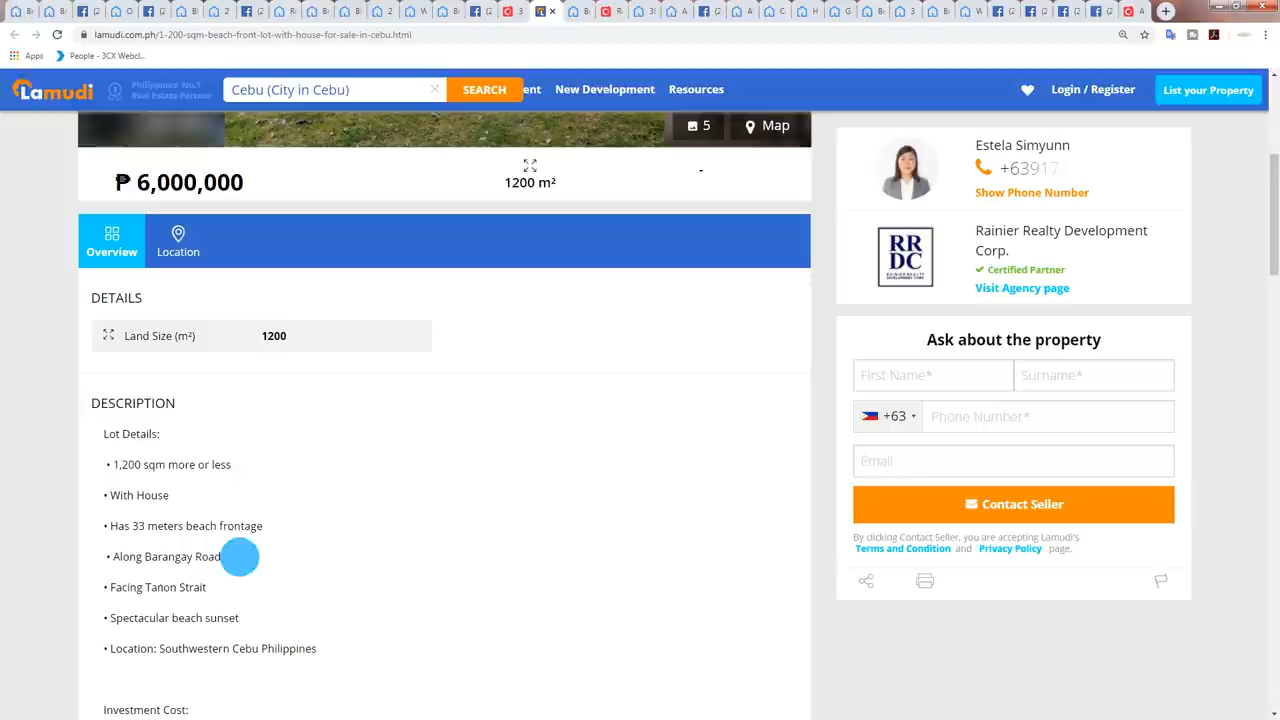 lamudi.com.ph/1-200-sqm-beach-front-lot-with-house-for-sale-in-cebu.html
Apps
People - 3CX Webcl...
Lamudi
Philippines' No.1
Real Estate Partner
Cebu (City in Cebu)
SEARCH
ent
New Development
Resources
Login / Register
List your Property
5
Map
₱ 6,000,000
1200 m²
-
Overview
Location
DETAILS
Land Size (m²)
1200
DESCRIPTION
Lot Details:
• 1,200 sqm more or less
• With House
• Has 33 meters beach frontage
• Along Barangay Road
• Facing Tanon Strait
• Spectacular beach sunset
• Location: Southwestern Cebu Philippines
Investment Cost:
Estela Simyunn
+63917
Show Phone Number
RR
DC
RAINIER REALTY
DEVELOPMENT CORP.
Rainier Realty Development
Corp.
Certified Partner
Visit Agency page
Ask about the property
First Name*
Surname*
+63
Phone Number*
Email
Contact Seller
By clicking Contact Seller, you are accepting Lamudi's
Terms and Condition and Privacy Policy page.